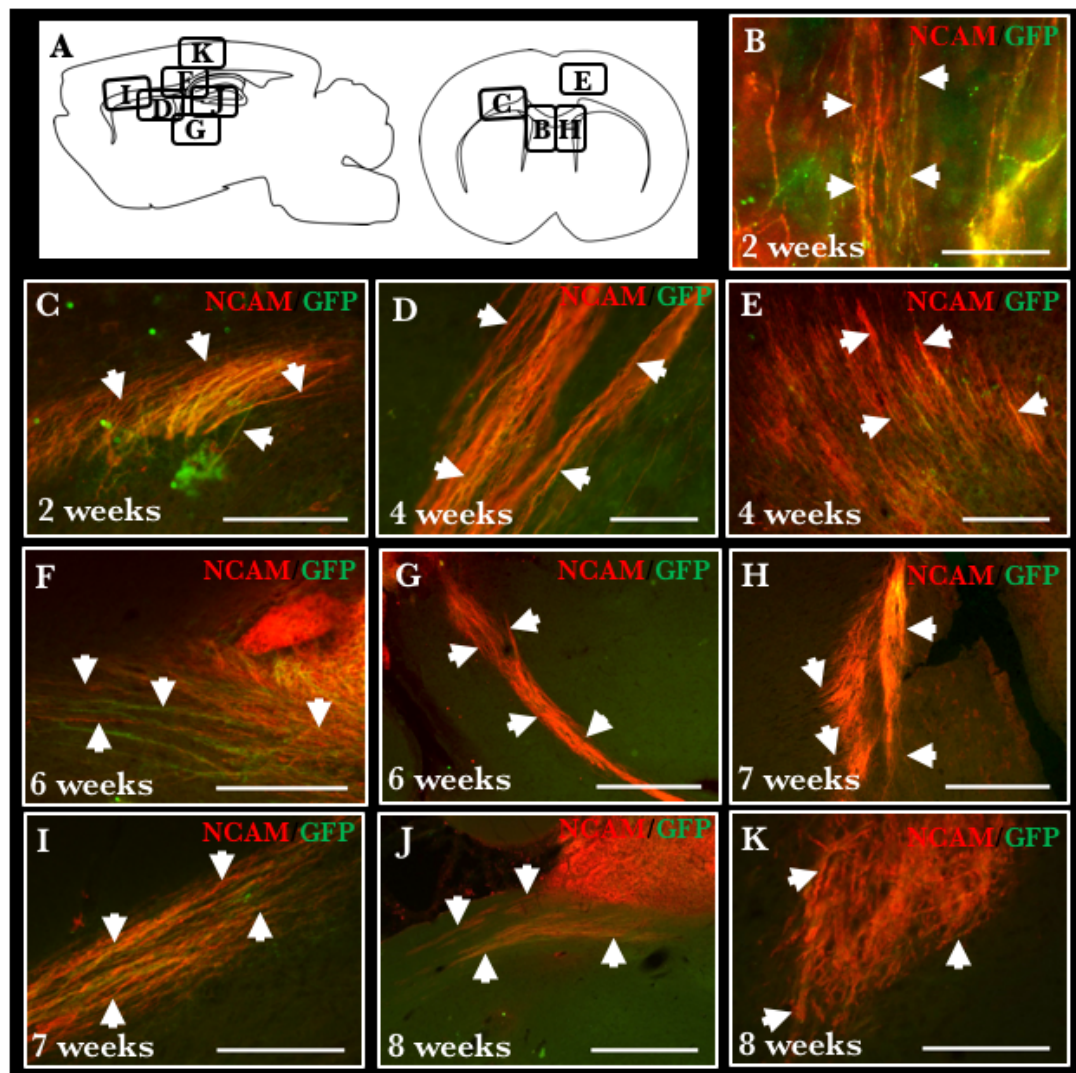 A
K
F
I
D
J
G
E
C
B
H
B
NCAM/GFP
2 weeks
C
NCAM/GFP
2 weeks
D
NCAM/GFP
4 weeks
E
NCAM/GFP
4 weeks
F
NCAM/GFP
6 weeks
G
NCAM/GFP
6 weeks
H
NCAM/GFP
7 weeks
I
NCAM/GFP
7 weeks
J
NCAM/GFP
8 weeks
K
NCAM/GFP
8 weeks